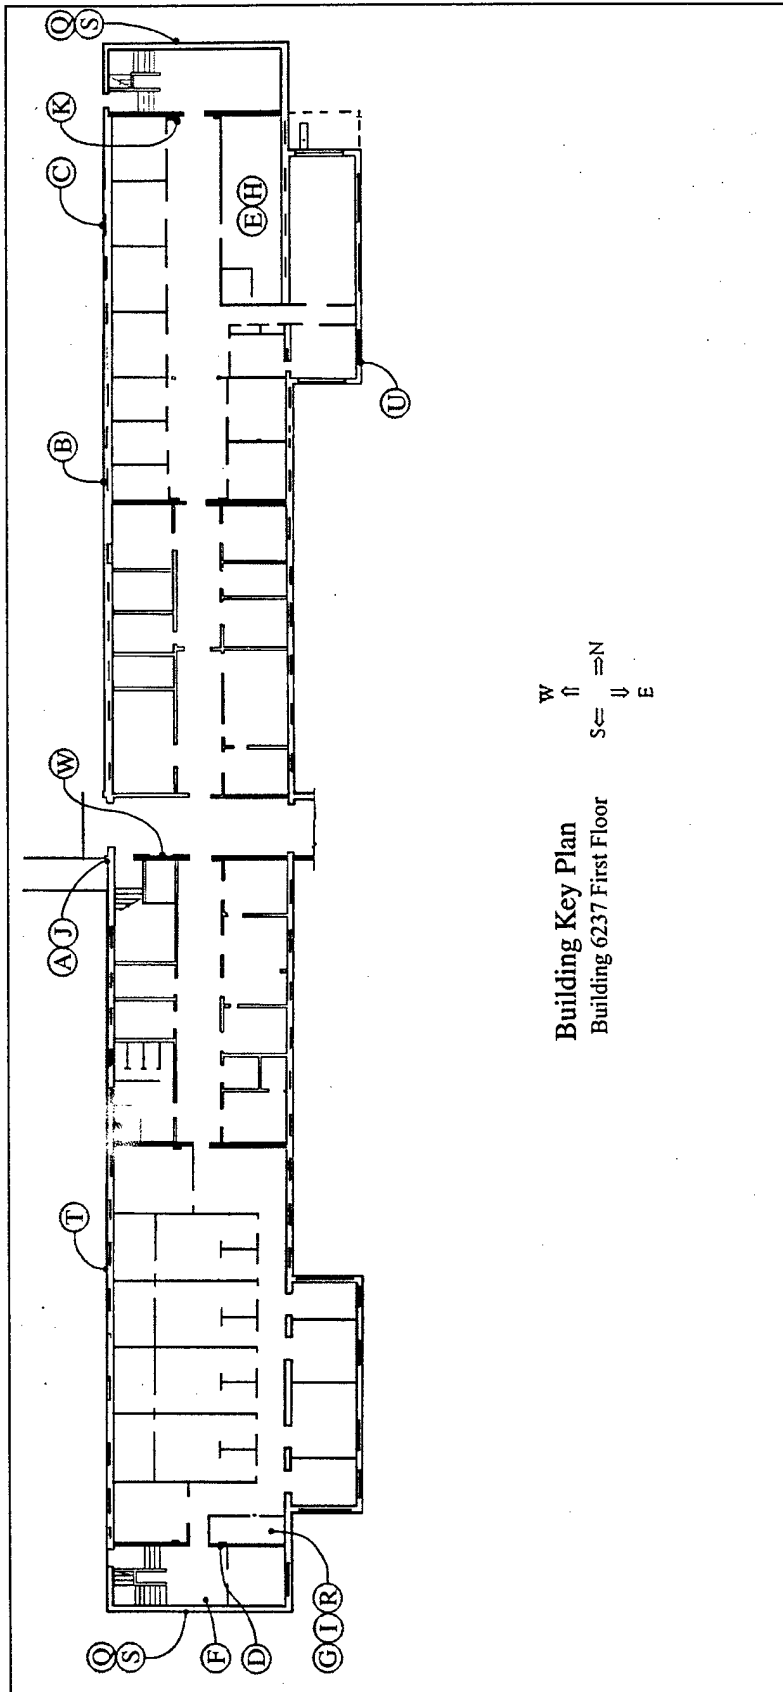 Q
S
T
A J
W
B
C
K
Q
S
E H
F
D
G I R
U
W
⇑
S⇐ ⇒N
⇓
E
Building Key Plan
Building 6237 First Floor